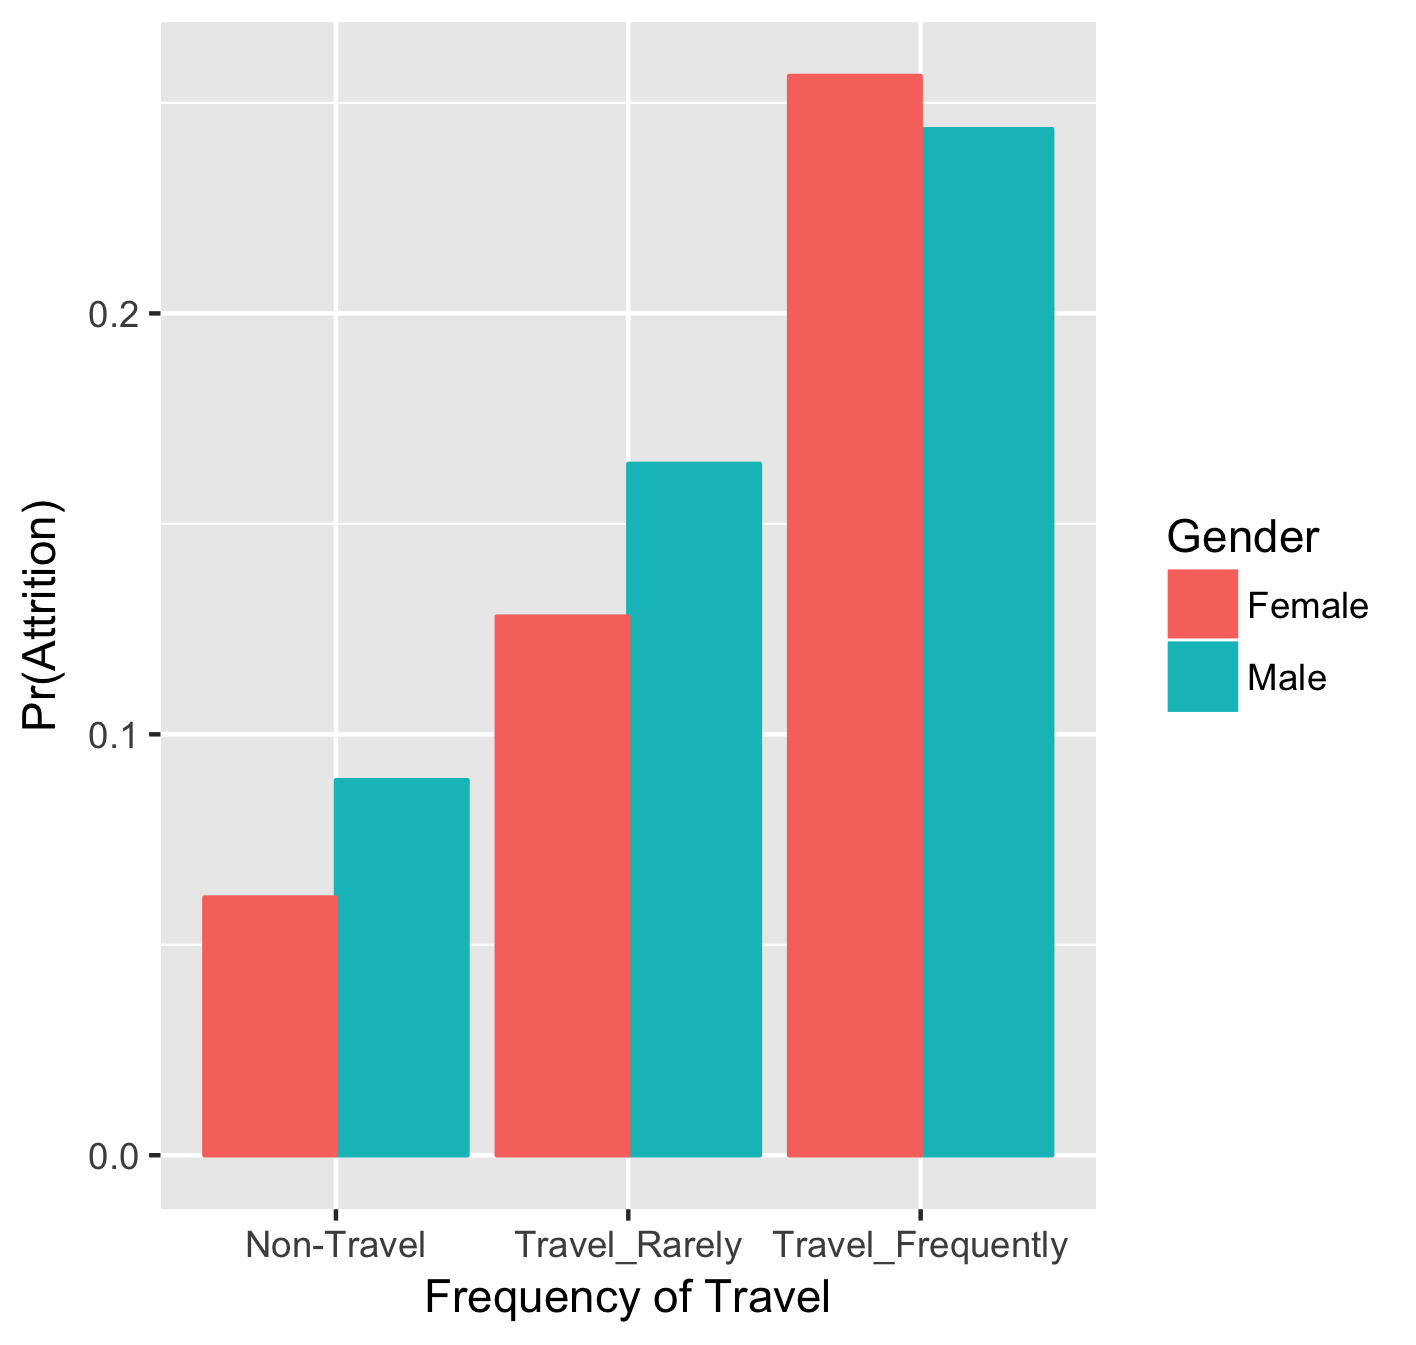 Pr(Attrition)
0.2
0.1
0.0
Non-Travel Travel_Rarely Travel_Frequently
Frequency of Travel
Gender
Female
Male